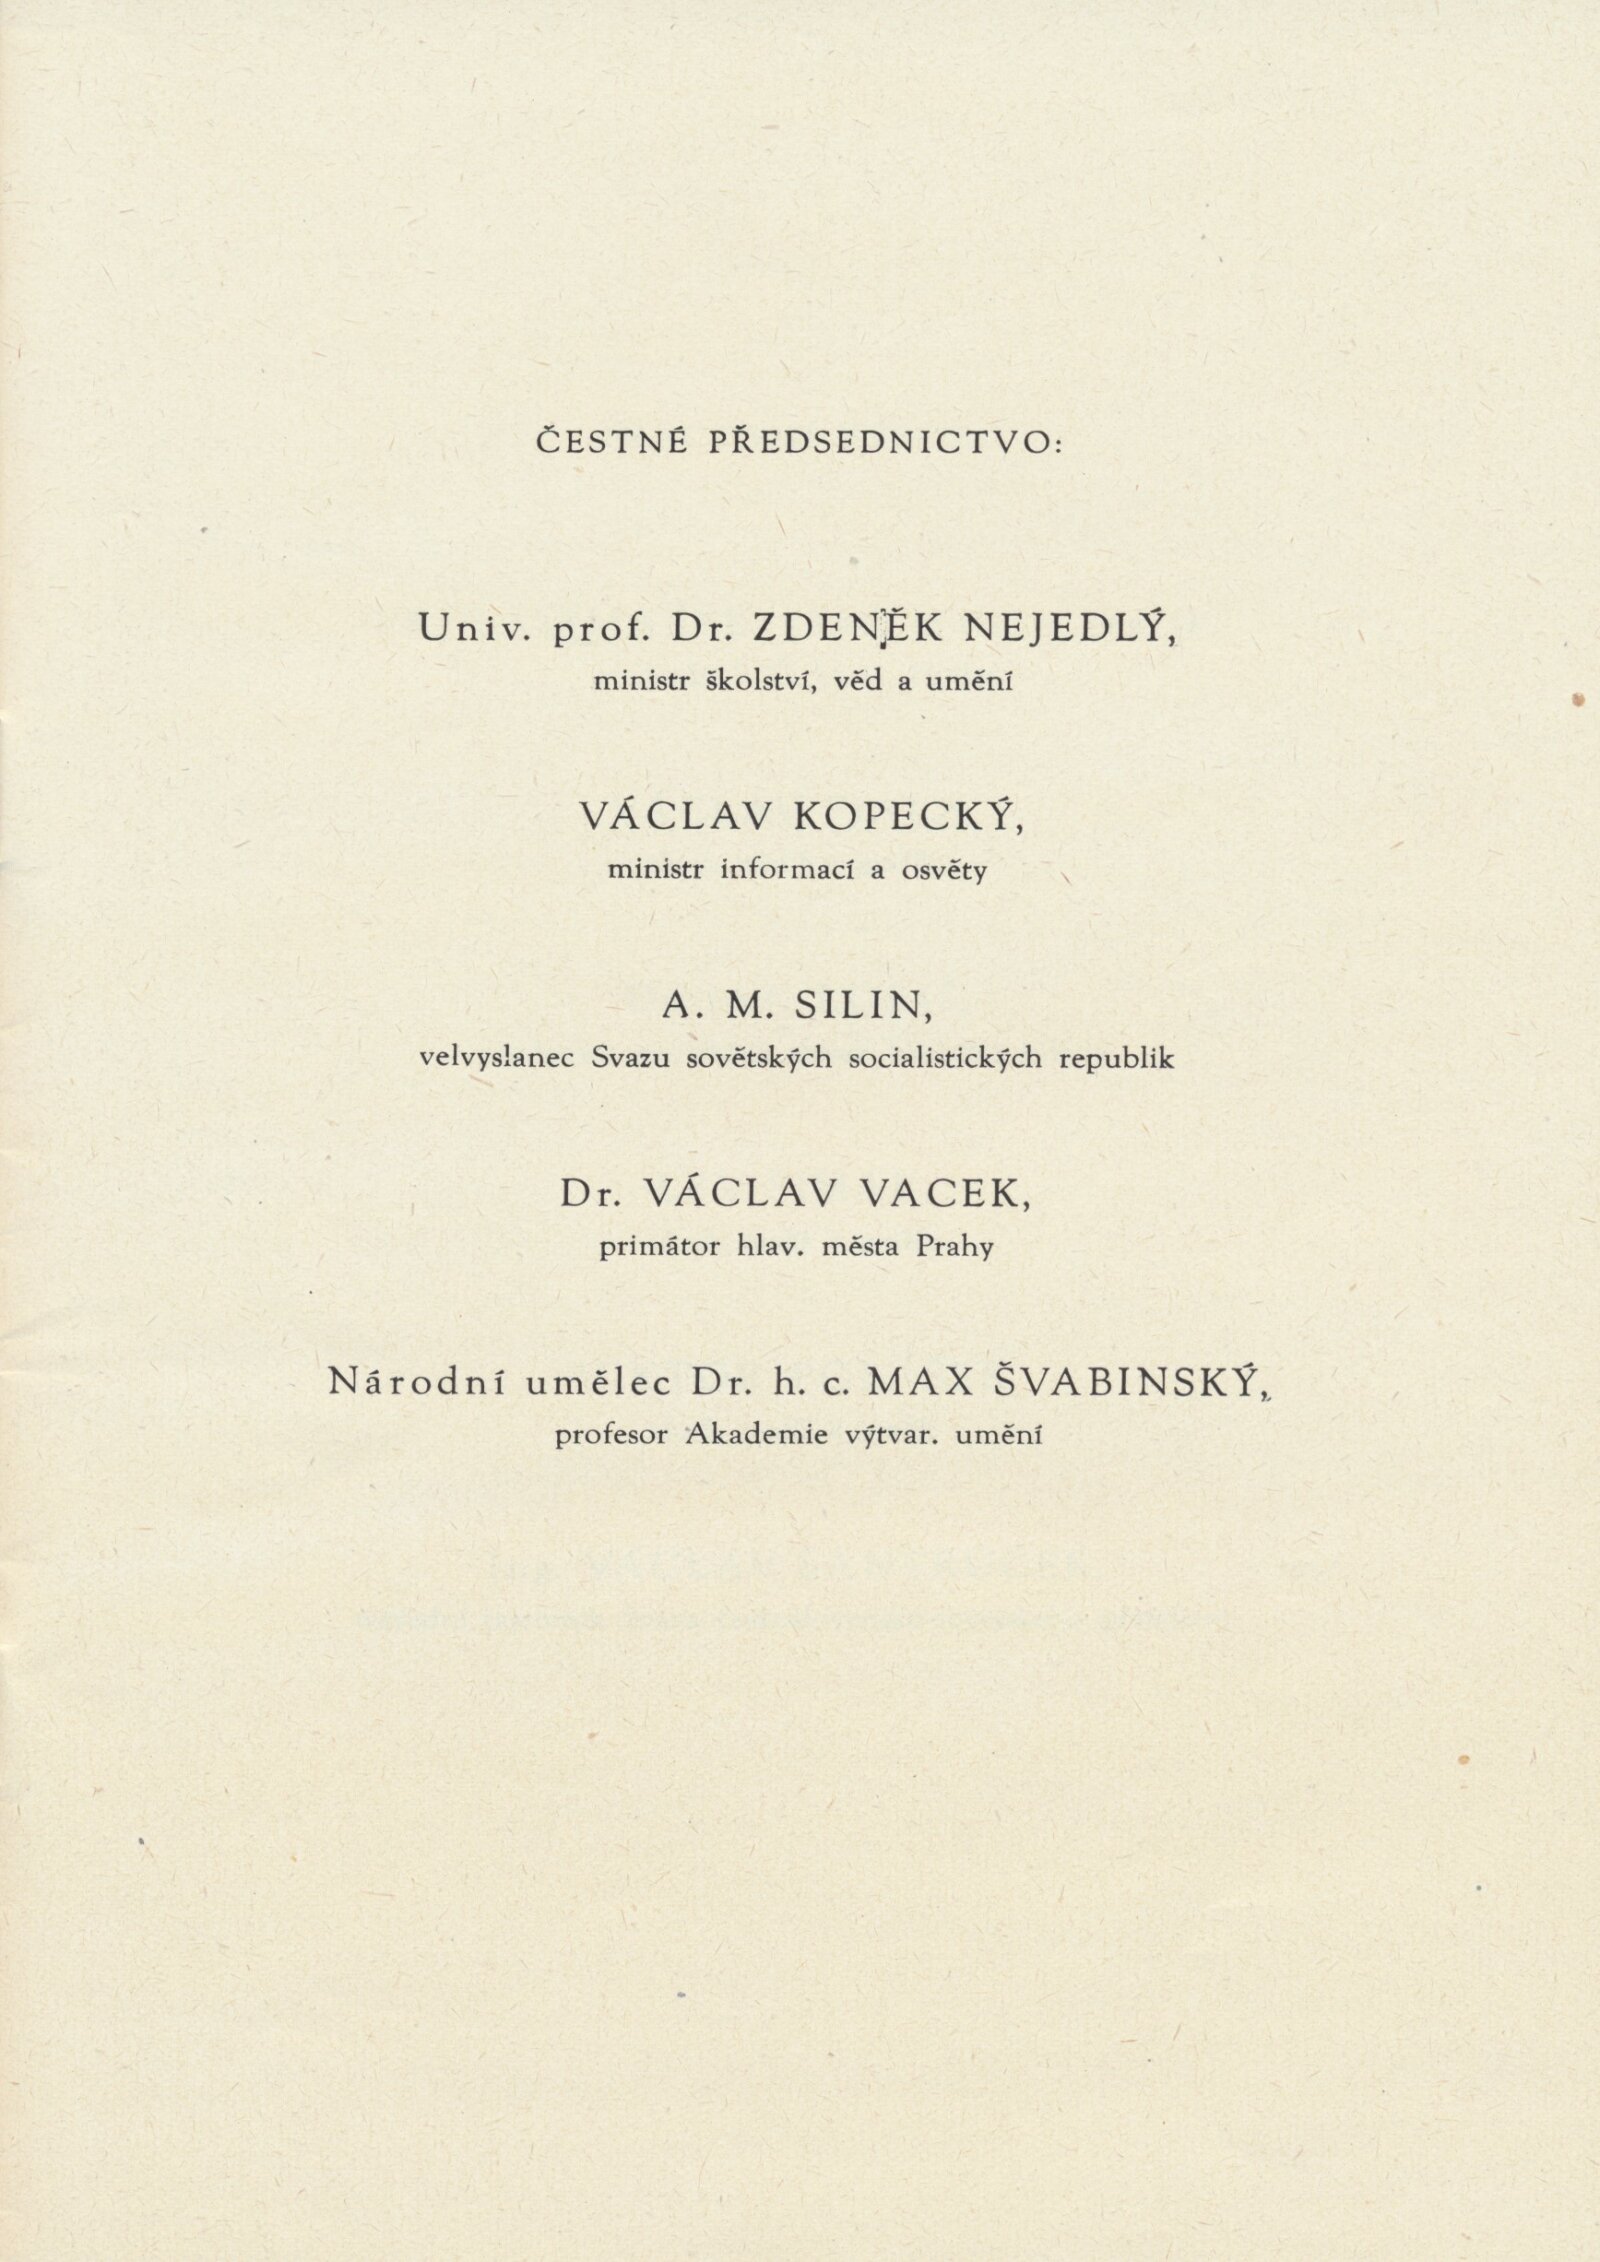 ČESTNÉ PŘEDSEDNICTVO:
Univ. prof. Dr. ZDENĚK NEJEDLÝ,
ministr školství, věd a umění
VÁCLAV KOPECKÝ,
ministr informací a osvěty
A. M. SILIN,
velvyslanec Svazu sovětských socialistických republik
Dr. VÁCLAV VACEK,
primátor hlav. města Prahy
Národní umělec Dr. h. c. MAX ŠVABINSKÝ,
profesor Akademie výtvar. umění